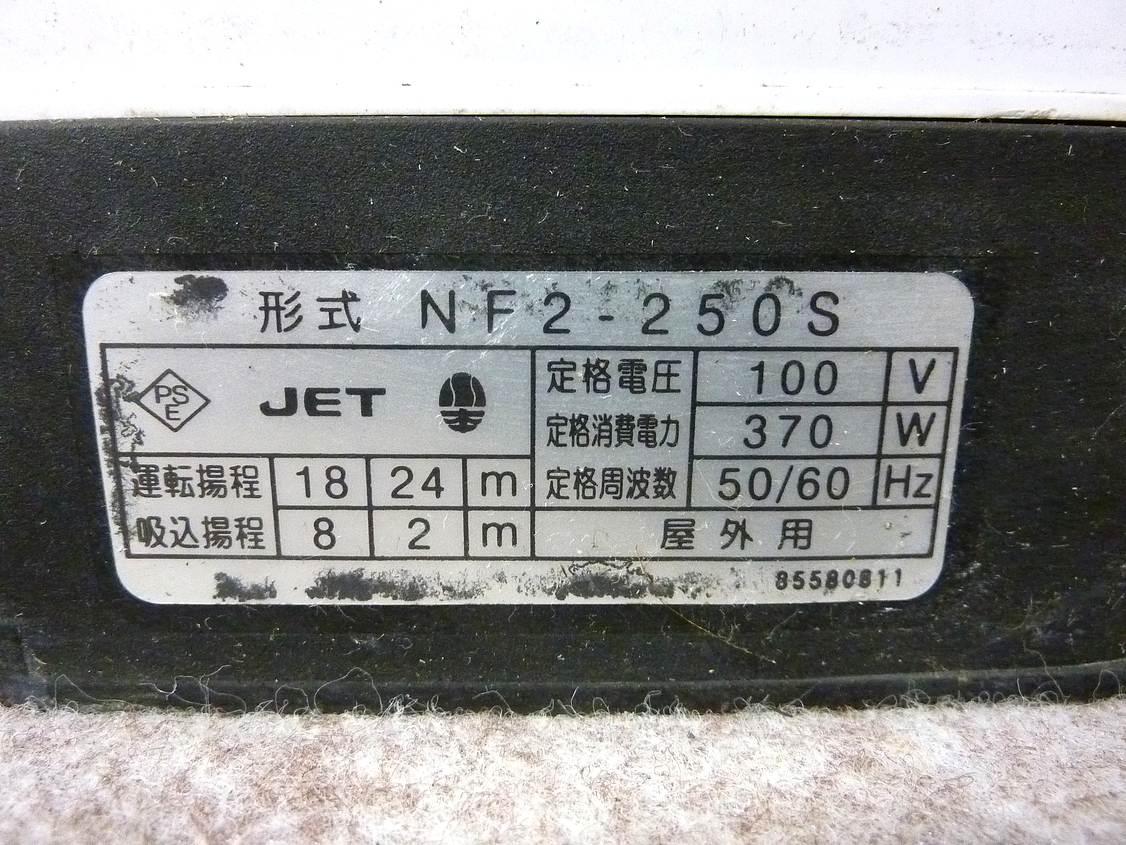 形式 NF2-250S
PSE JET
定格電圧 100 V
定格消費電力 370 W
運転揚程 18 24 m
定格周波数 50/60 Hz
吸込揚程 8 2 m
屋外用
85580811